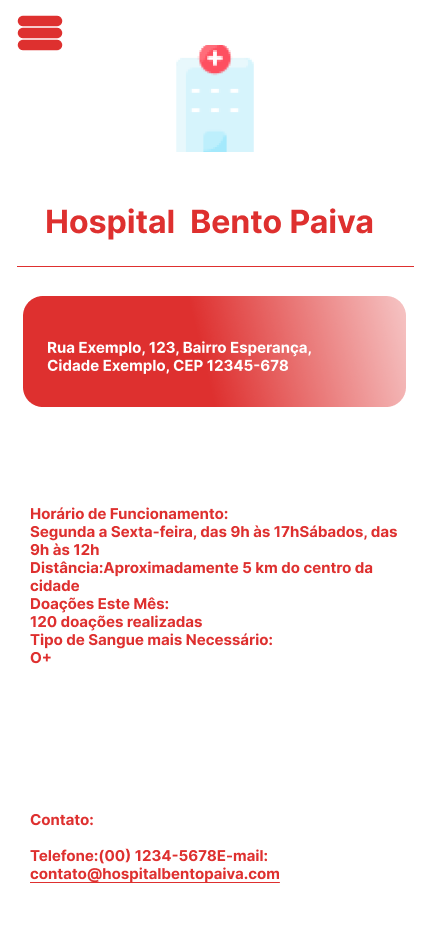 Hospital Bento Paiva
Rua Exemplo, 123, Bairro Esperança,
Cidade Exemplo, CEP 12345-678
Horário de Funcionamento:
Segunda a Sexta-feira, das 9h às 17hSábados, das
9h às 12h
Distância:Aproximadamente 5 km do centro da
cidade
Doações Este Mês:
120 doações realizadas
Tipo de Sangue mais Necessário:
O+
Contato:
Telefone:(00) 1234-5678E-mail:
contato@hospitalbentopaiva.com